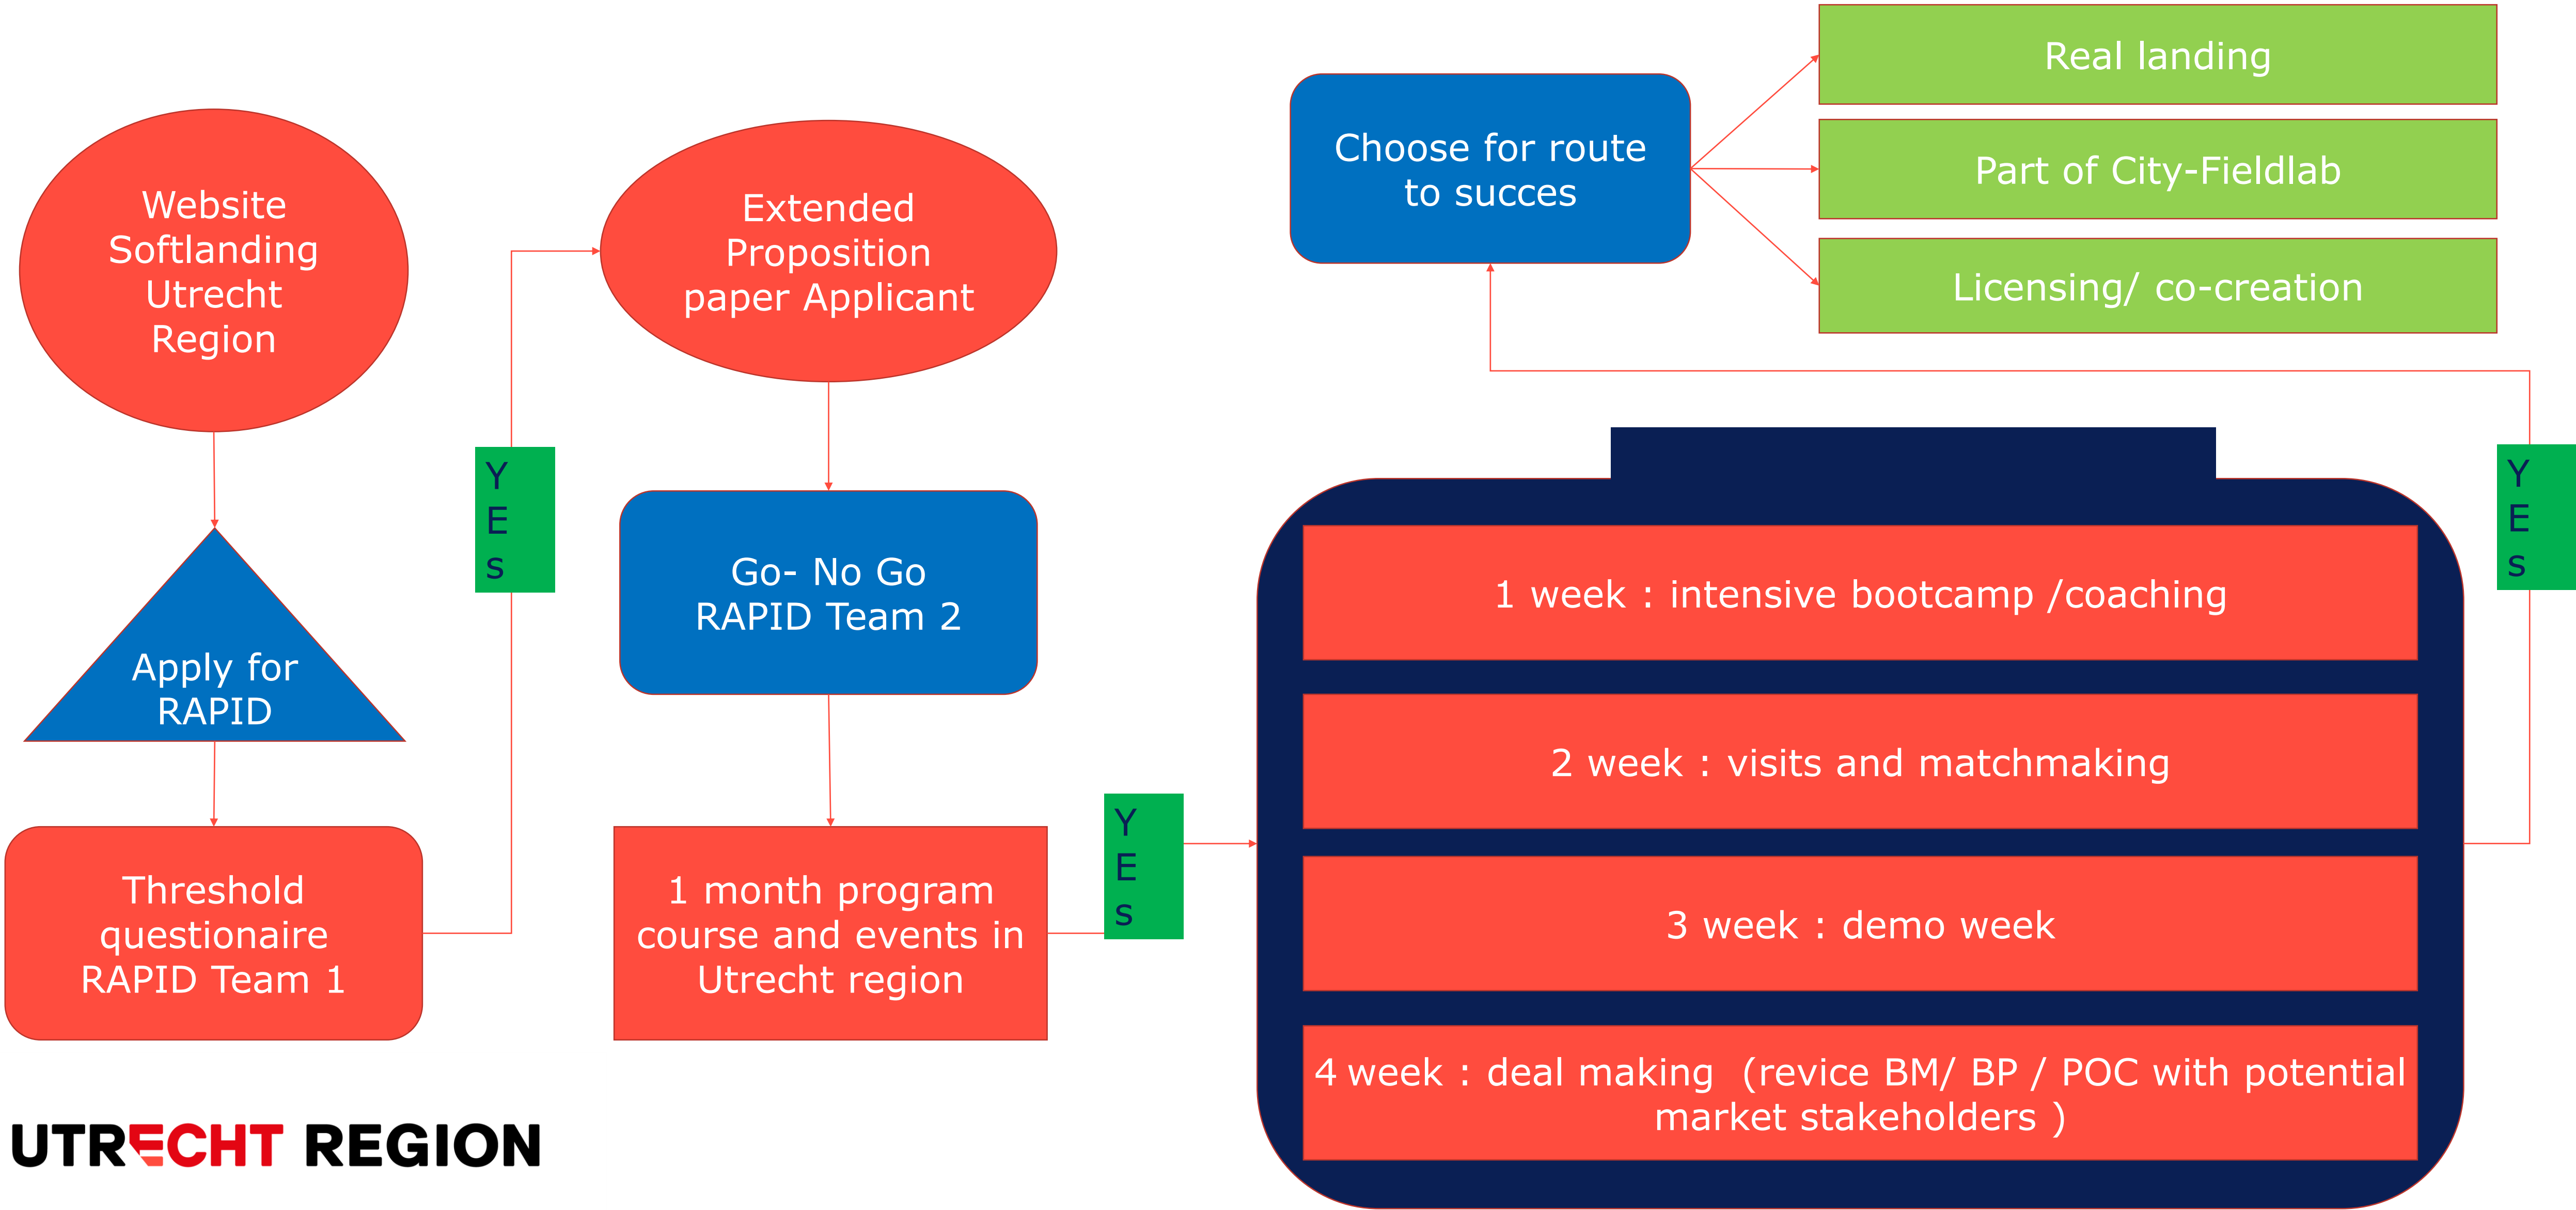 Website
Softlanding
Utrecht
Region
Apply for
RAPID
Threshold
questionaire
RAPID Team 1
Y
E
s
Extended
Proposition
paper Applicant
Go- No Go
RAPID Team 2
1 month program
course and events in
Utrecht region
Y
E
s
1 week : intensive bootcamp /coaching
2 week : visits and matchmaking
3 week : demo week
4 week : deal making  (revice BM/ BP / POC with potential
market stakeholders )
Y
E
s
Choose for route
to succes
Real landing
Part of City-Fieldlab
Licensing/ co-creation
UTRECHT REGION